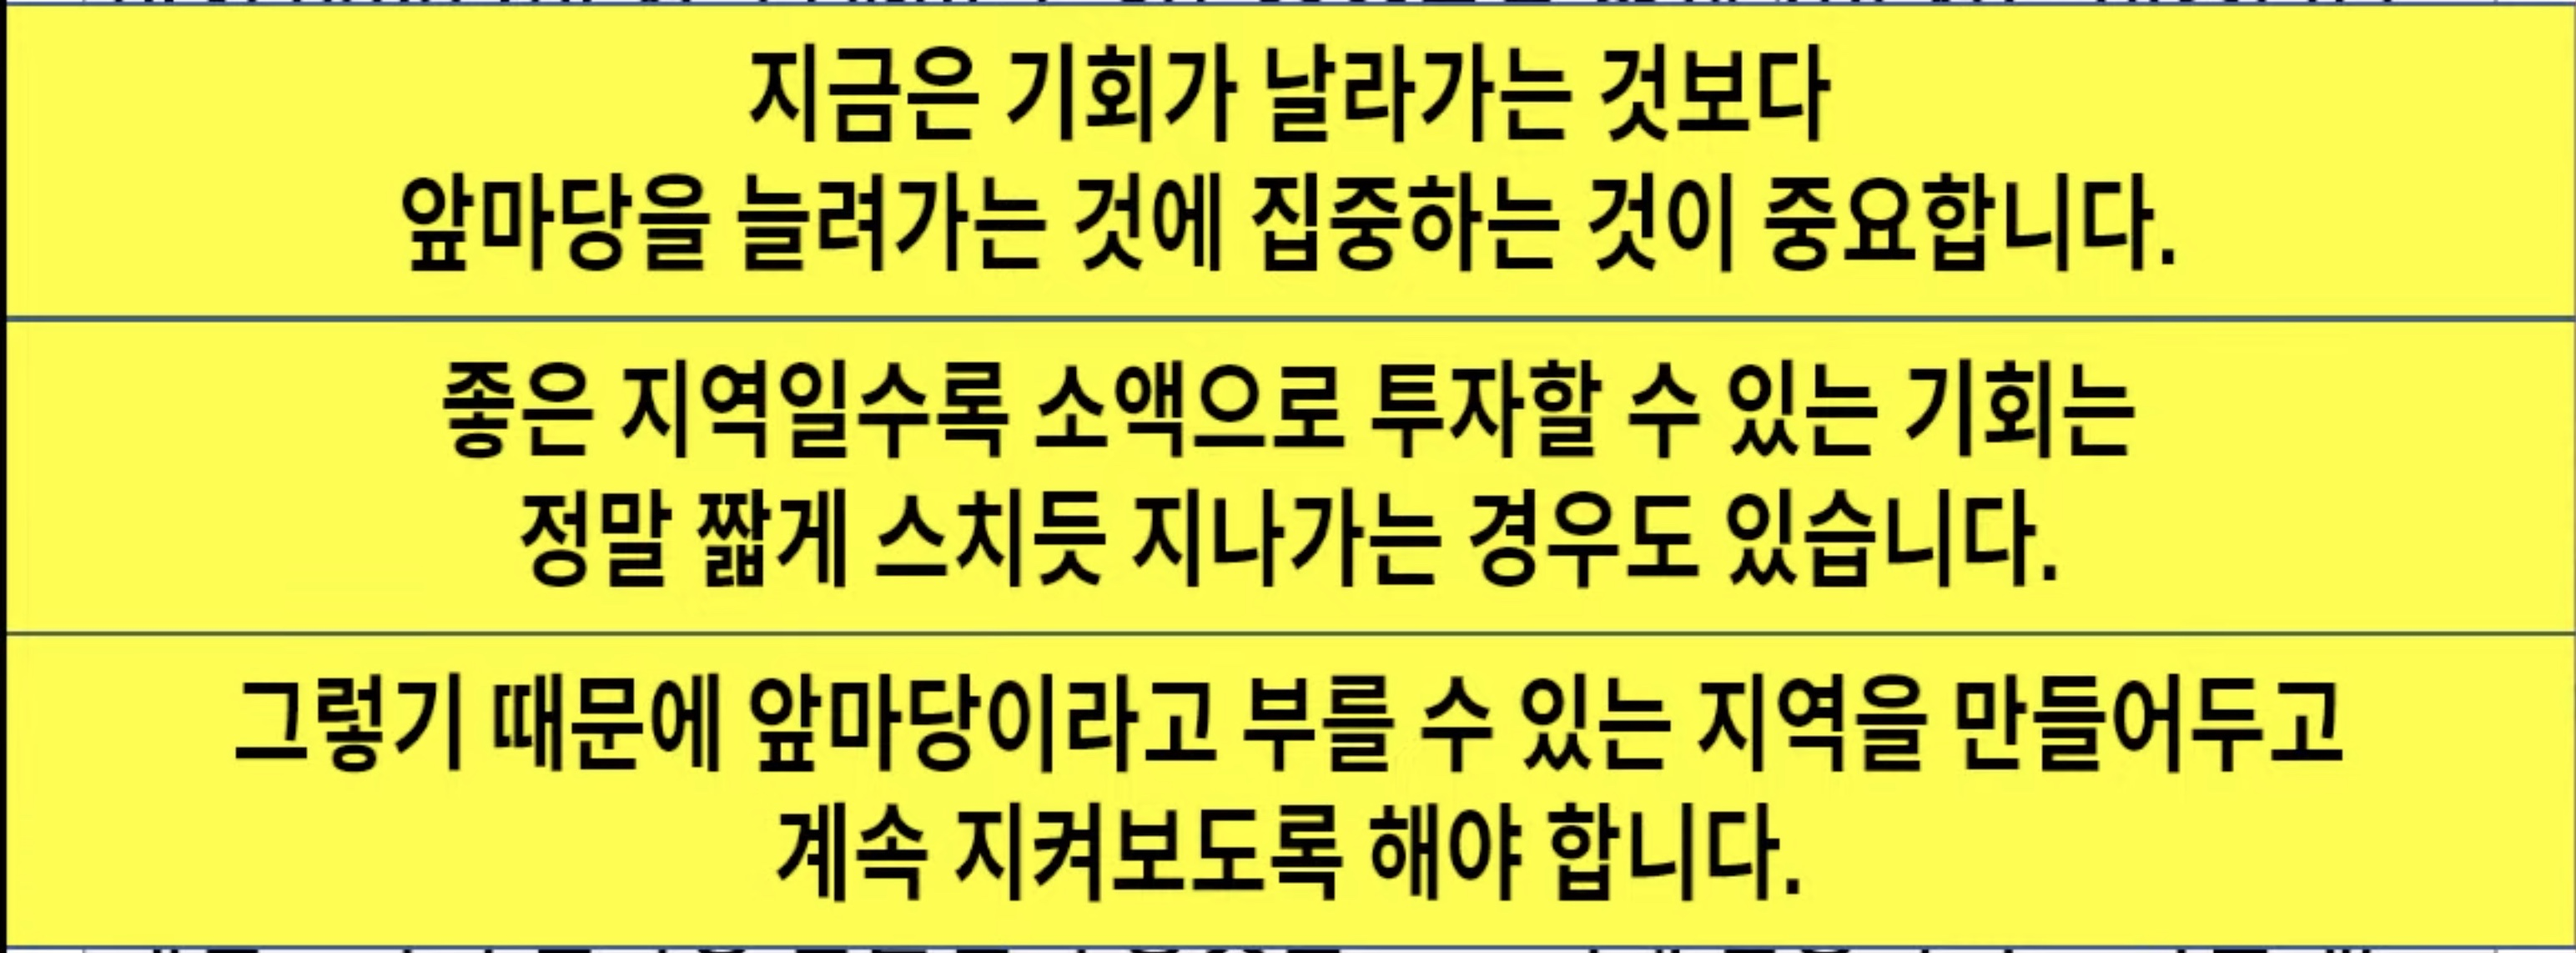 지금은 기회가 날라가는 것보다
앞마당을 늘려가는 것에 집중하는 것이 중요합니다.
좋은 지역일수록 소액으로 투자할 수 있는 기회는
정말 짧게 스치듯 지나가는 경우도 있습니다.
그렇기 때문에 앞마당이라고 부를 수 있는 지역을 만들어두고
계속 지켜보도록 해야 합니다.